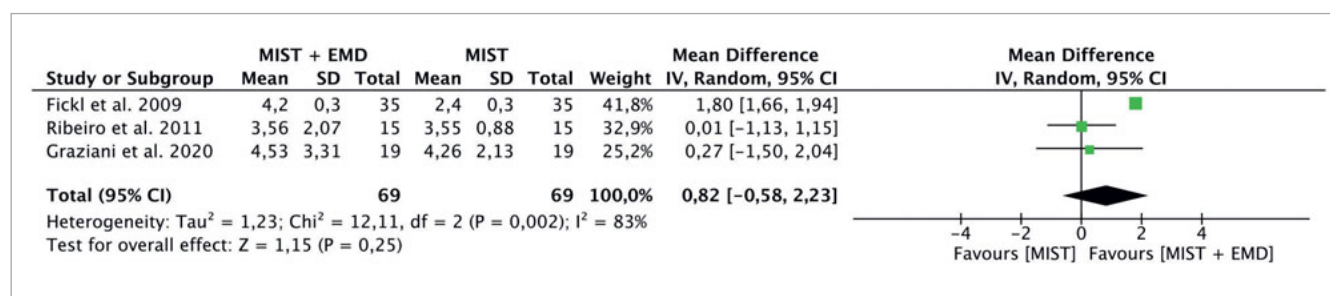 MIST + EMD MIST Mean Difference Mean Difference
Study or Subgroup Mean SD Total Mean SD Total Weight IV, Random, 95% CI IV, Random, 95% CI
Fickl et al. 2009 4,2 0,3 35 2,4 0,3 35 41,8% 1,80 [1,66, 1,94]
Ribeiro et al. 2011 3,56 2,07 15 3,55 0,88 15 32,9% 0,01 [−1,13, 1,15]
Graziani et al. 2020 4,53 3,31 19 4,26 2,13 19 25,2% 0,27 [−1,50, 2,04]
Total (95% CI) 69 69 100,0% 0,82 [−0,58, 2,23]
Heterogeneity: Tau² = 1,23; Chi² = 12,11, df = 2 (P = 0,002); I² = 83%
Test for overall effect: Z = 1,15 (P = 0,25)
−4 −2 0 2 4
Favours [MIST] Favours [MIST + EMD]